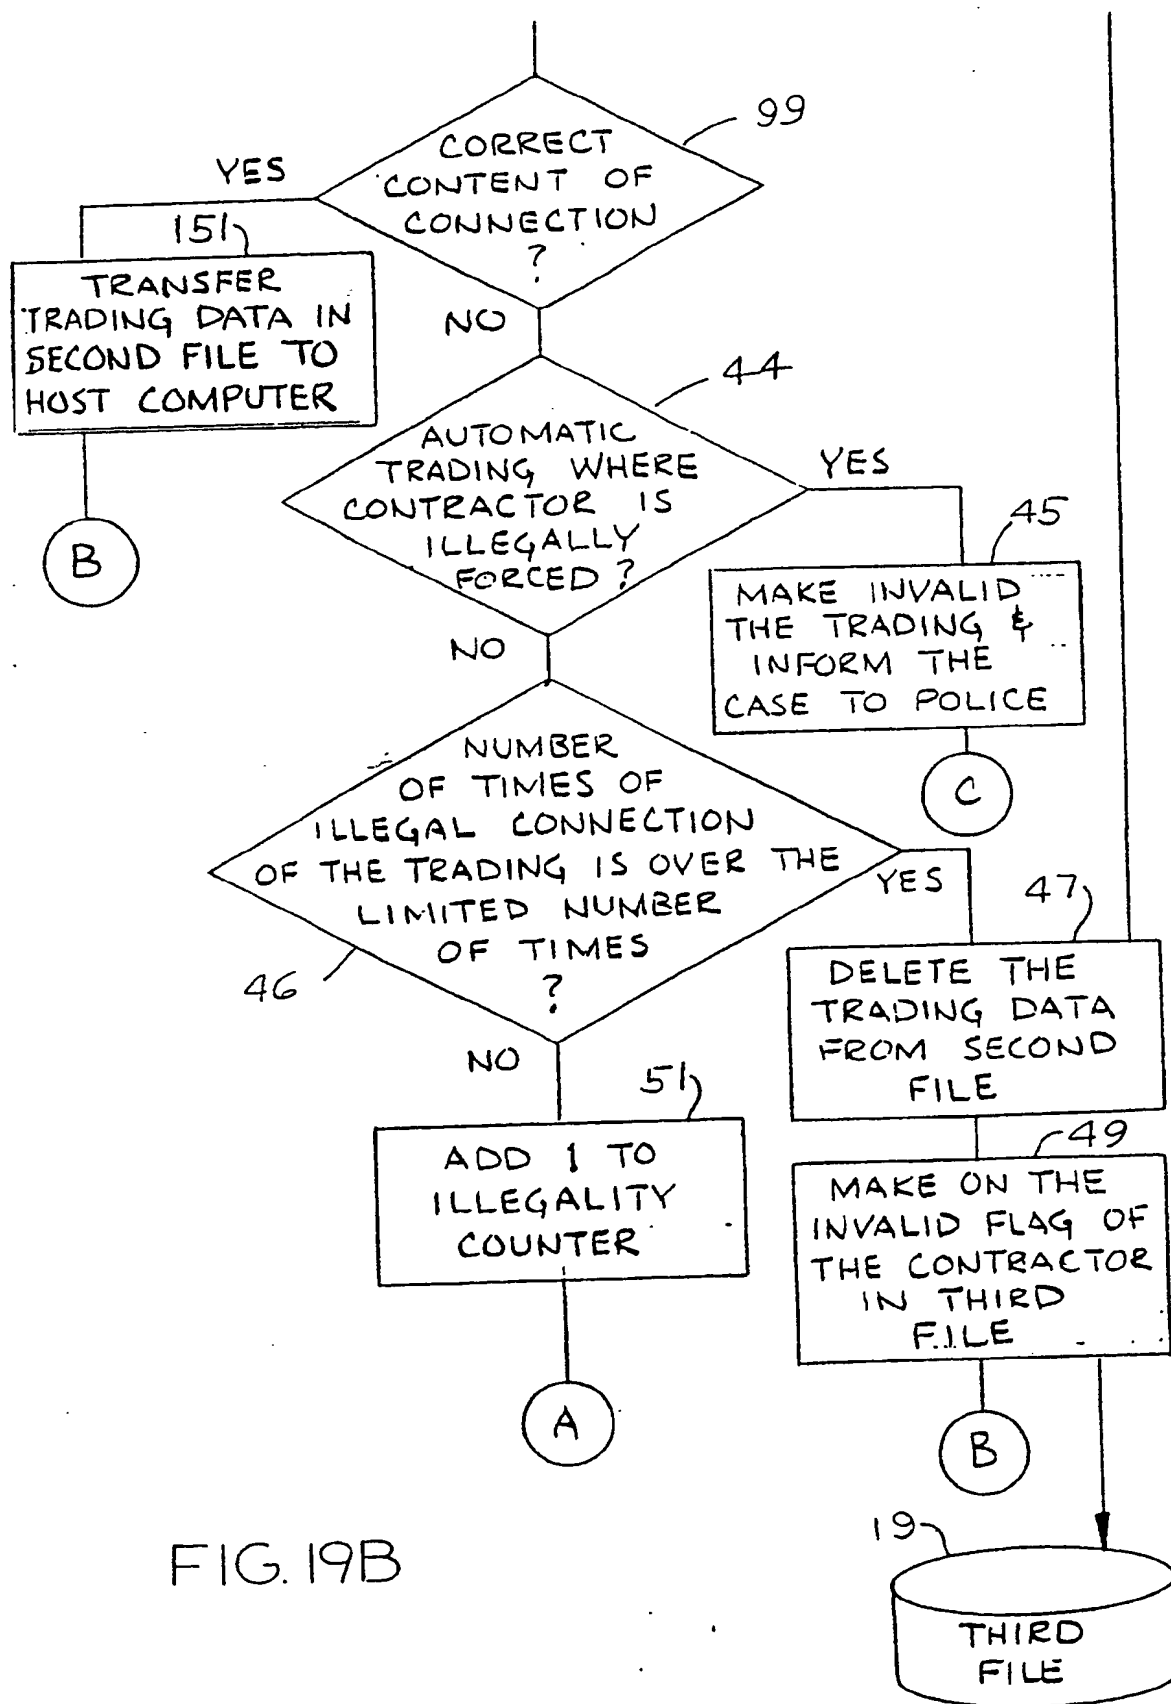 99
CORRECT
CONTENT OF
CONNECTION
?
YES
151
TRANSFER
TRADING DATA IN
SECOND FILE TO
HOST COMPUTER
B
NO
44
AUTOMATIC
TRADING WHERE
CONTRACTOR IS
ILLEGALLY
FORCED?
YES
45
MAKE INVALID
THE TRADING &
INFORM THE
CASE TO POLICE
C
NO
NUMBER
OF TIMES OF
ILLEGAL CONNECTION
OF THE TRADING IS OVER THE
LIMITED NUMBER
OF TIMES
?
46
YES
47
DELETE THE
TRADING DATA
FROM SECOND
FILE
49
MAKE ON THE
INVALID FLAG OF
THE CONTRACTOR
IN THIRD
FILE
B
NO
51
ADD 1 TO
ILLEGALITY
COUNTER
A
19
THIRD
FILE
FIG. 19B